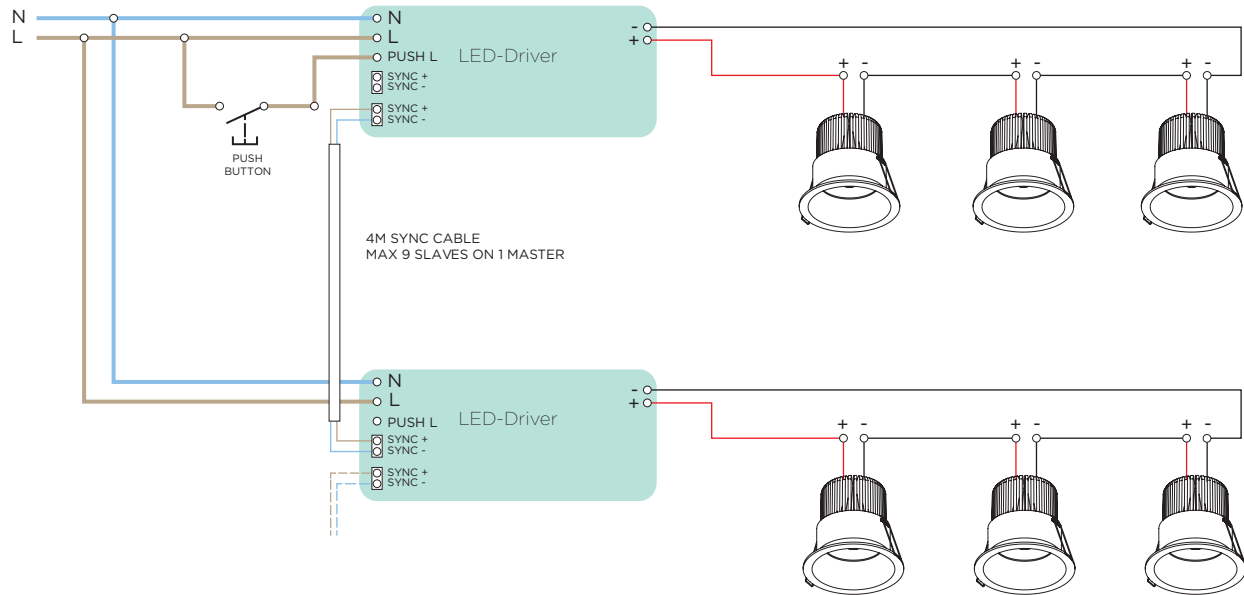 N
L
N
L
PUSH L
SYNC +
SYNC -
SYNC +
SYNC -
LED-Driver
-
+
+ - + - + -
PUSH
BUTTON
4M SYNC CABLE
MAX 9 SLAVES ON 1 MASTER
N
L
PUSH L
SYNC +
SYNC -
SYNC +
SYNC -
LED-Driver
-
+
+ - + - + -